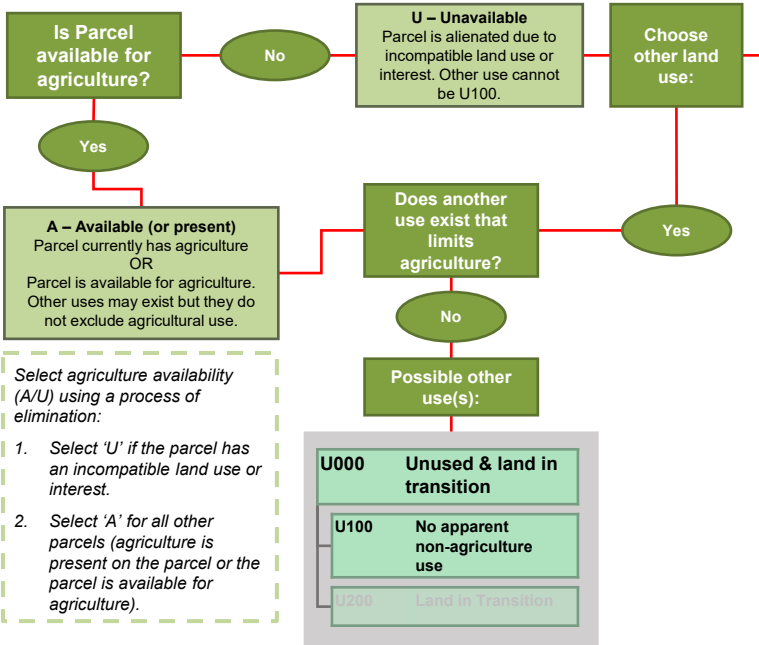 Is Parcel
available for
agriculture?
No
U – Unavailable
Parcel is alienated due to
incompatible land use or
interest. Other use cannot
be U100.
Choose
other land
use:
Yes
A – Available (or present)
Parcel currently has agriculture
OR
Parcel is available for agriculture.
Other uses may exist but they do
not exclude agricultural use.
Does another
use exist that
limits
agriculture?
Yes
No
Possible other
use(s):
Select agriculture availability
(A/U) using a process of
elimination:
1. Select ‘U’ if the parcel has
an incompatible land use or
interest.
2. Select ‘A’ for all other
parcels (agriculture is
present on the parcel or the
parcel is available for
agriculture).
U000 Unused & land in
transition
U100 No apparent
non-agriculture
use
U200 Land in Transition